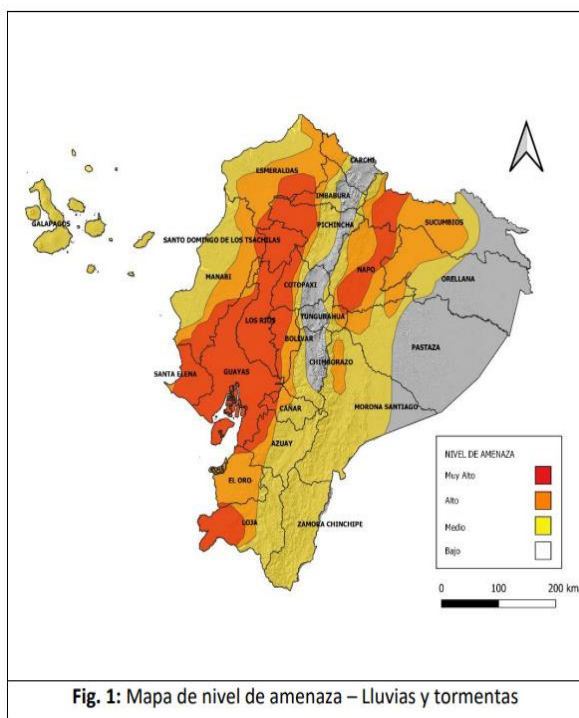 CARCHI
ESMERALDAS
IMBABURA
GALAPAGOS
PICHINCHA
SUCUMBIOS
SANTO DOMINGO DE LOS TSACHILAS
NAPO
MANABI
COTOPAXI
ORELLANA
LOS RIOS
TUNGURAHUA
BOLIVAR
PASTAZA
SANTA ELENA
GUAYAS
CHIMBORAZO
CAÑAR
MORONA SANTIAGO
AZUAY
EL ORO
LOJA
ZAMORA CHINCHIPE
NIVEL DE AMENAZA
Muy Alto
Alto
Medio
Bajo
0 100 200 km
Fig. 1: Mapa de nivel de amenaza – Lluvias y tormentas